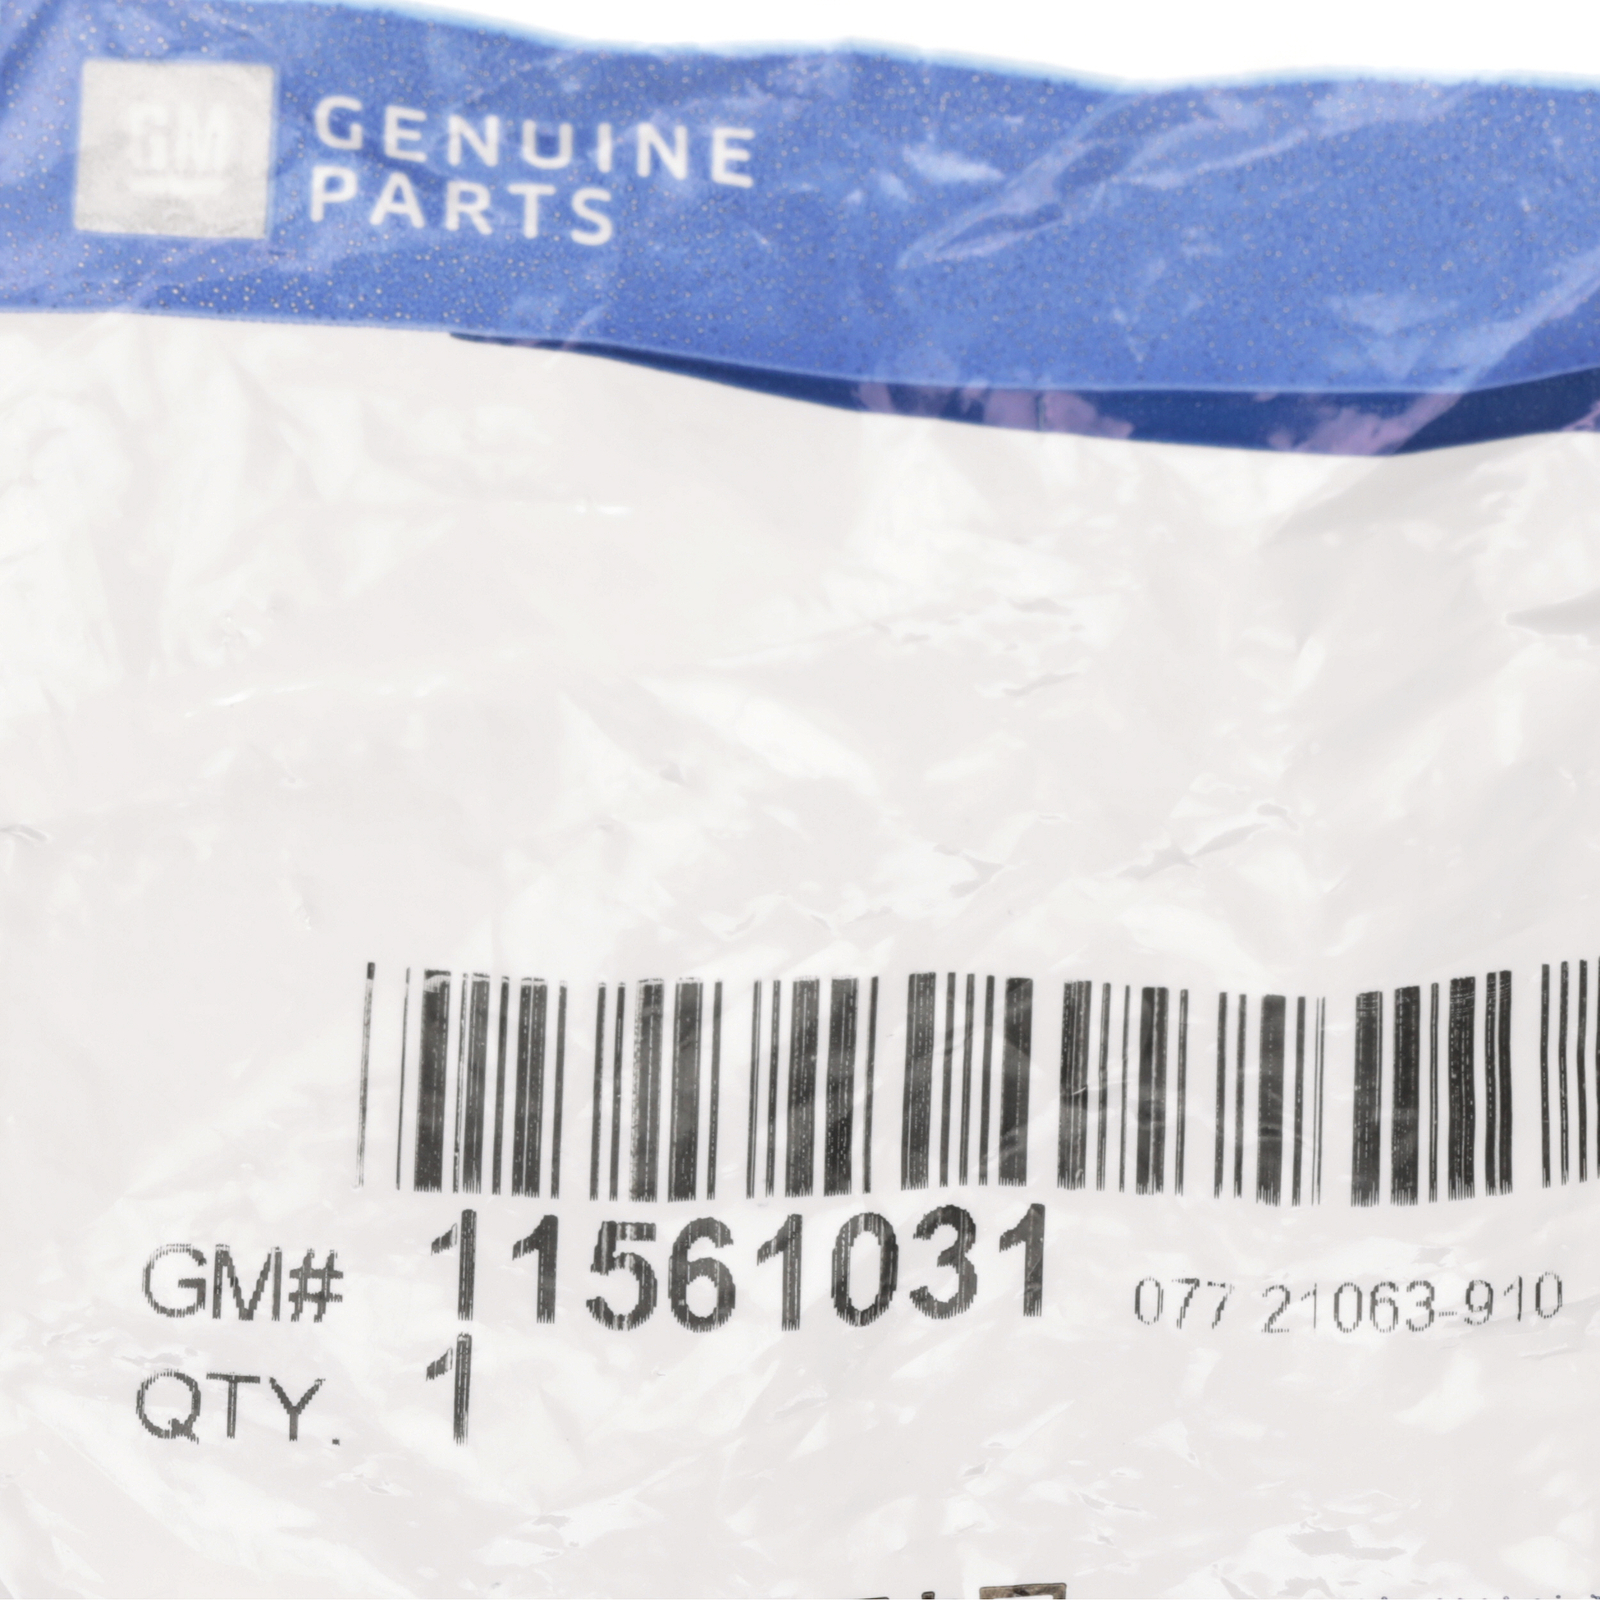 GM
GENUINE
PARTS
GM# 11561031 077 21063-910
QTY. 1